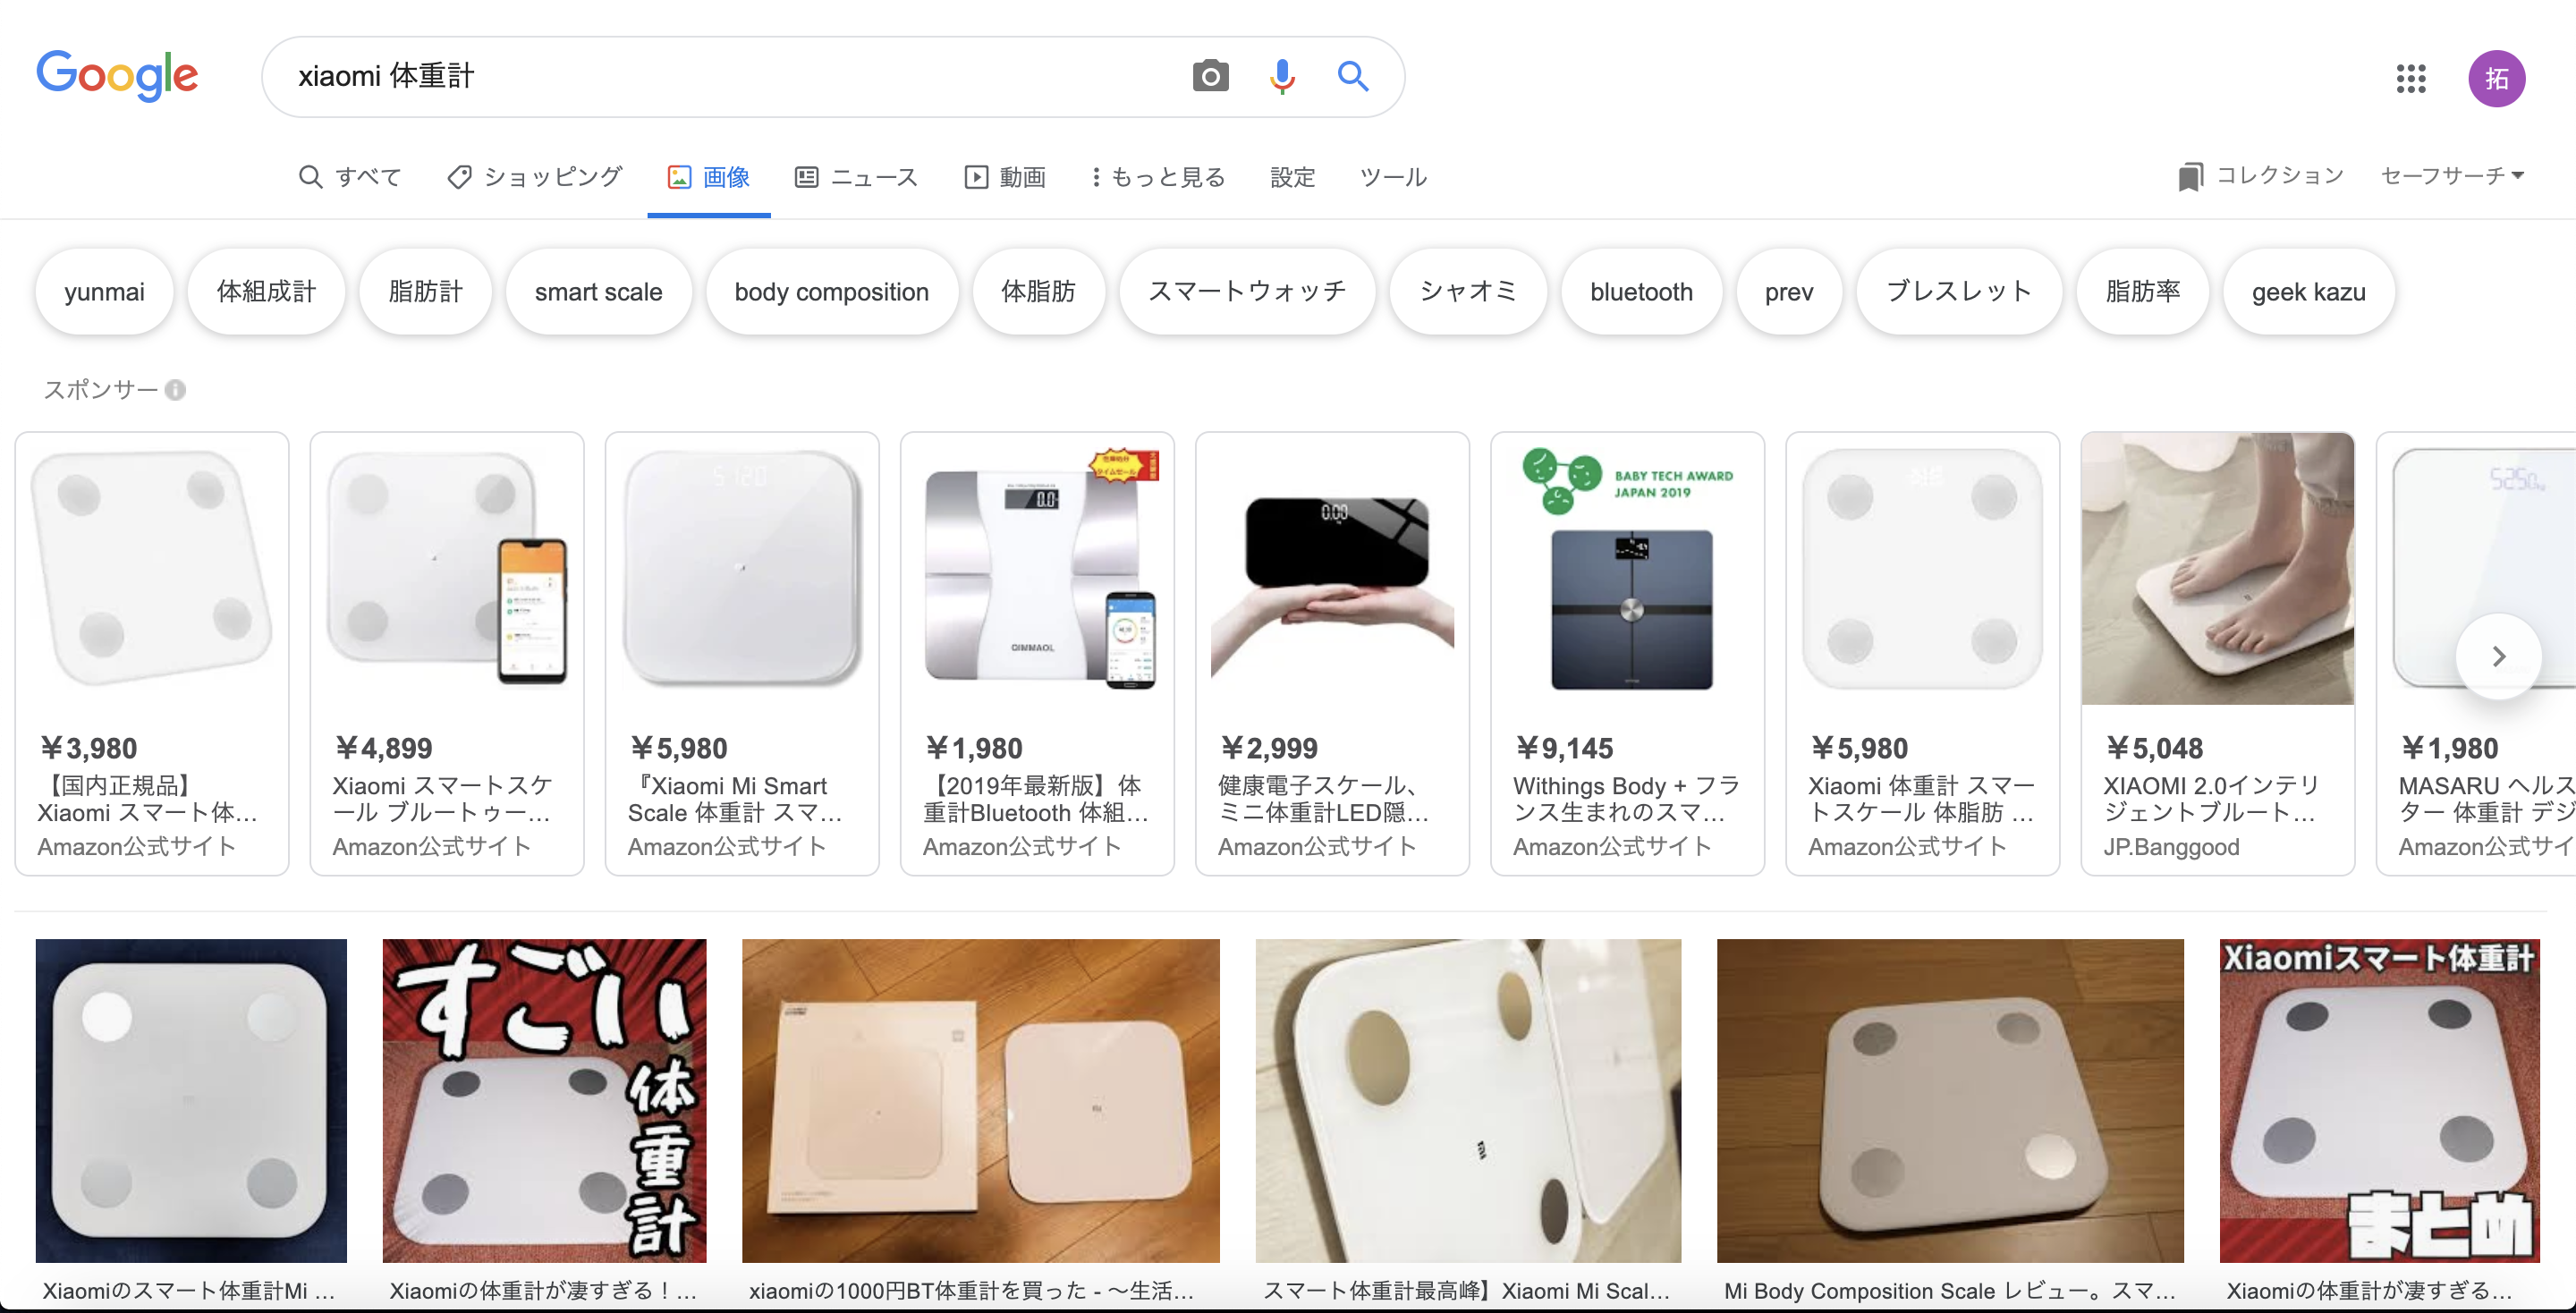 Google
xiaomi 体重計
拓
すべて
ショッピング
画像
ニュース
動画
もっと見る
設定
ツール
コレクション
セーフサーチ
yunmai
体組成計
脂肪計
smart scale
body composition
体脂肪
スマートウォッチ
シャオミ
bluetooth
prev
ブレスレット
脂肪率
geek kazu
スポンサー
¥3,980
【国内正規品】
Xiaomi スマート体...
Amazon公式サイト
¥4,899
Xiaomi スマートスケ
ール ブルートゥー...
Amazon公式サイト
5120
¥5,980
『Xiaomi Mi Smart
Scale 体重計 スマ...
Amazon公式サイト
タイムセール
0.0
GIMMAOL
¥1,980
【2019年最新版】体
重計Bluetooth 体組...
Amazon公式サイト
0.00
¥2,999
健康電子スケール、
ミニ体重計LED隠...
Amazon公式サイト
BABY TECH AWARD
JAPAN 2019
¥9,145
Withings Body + フラ
ンス生まれのスマ...
Amazon公式サイト
¥5,980
Xiaomi 体重計 スマー
トスケール 体脂肪 ...
Amazon公式サイト
¥5,048
XIAOMI 2.0インテリ
ジェントブルート...
JP.Banggood
5250
¥1,980
MASARU ヘルス
ター 体重計 デジ
Amazon公式サイ
Xiaomiのスマート体重計Mi ...
すごい
体重計
Xiaomiの体重計が凄すぎる！...
xiaomiの1000円BT体重計を買った - 〜生活...
スマート体重計最高峰】Xiaomi Mi Scal...
Mi Body Composition Scale レビュー。スマ...
Xiaomiスマート体重計
まとめ
Xiaomiの体重計が凄すぎる...